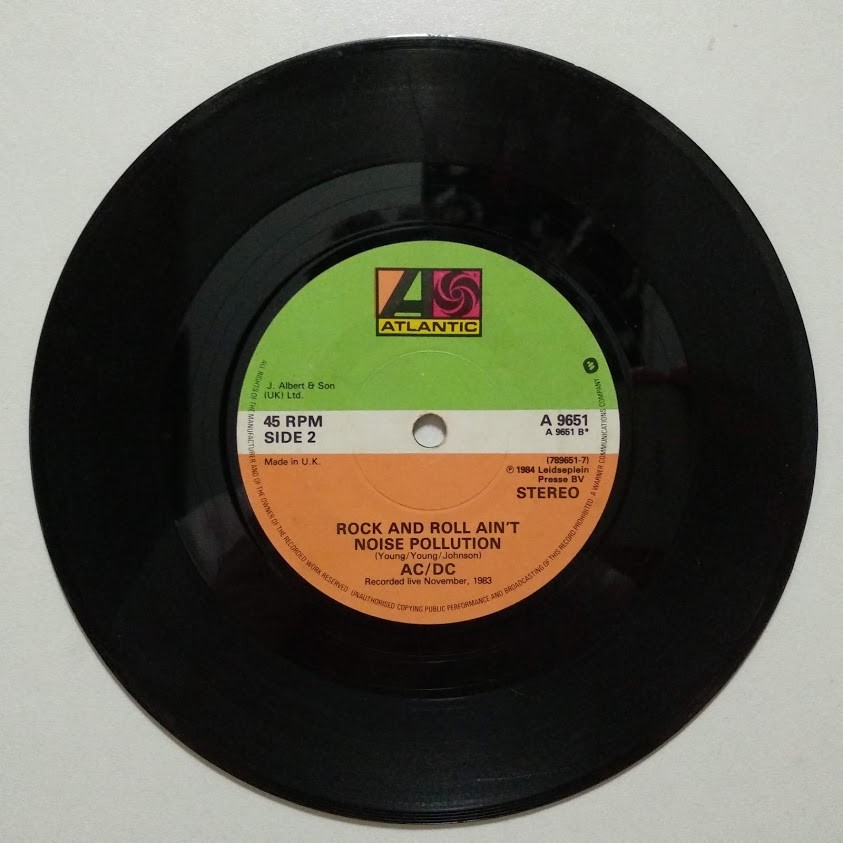 ATLANTIC
J. Albert & Son
(UK) Ltd.
45 RPM
SIDE 2
A 9651
A 9651 B*
Made in U.K.
(789651-7)
℗ 1984 Leidseplein
Presse BV
STEREO
ROCK AND ROLL AIN'T
NOISE POLLUTION
(Young/Young/Johnson)
AC/DC
Recorded live November, 1983
ALL RIGHTS OF THE MANUFACTURER AND OF THE OWNER OF THE RECORDED WORK RESERVED UNAUTHORISED COPYING PUBLIC PERFORMANCE AND BROADCASTING OF THIS RECORD PROHIBITED A WARNER COMMUNICATIONS COMPANY